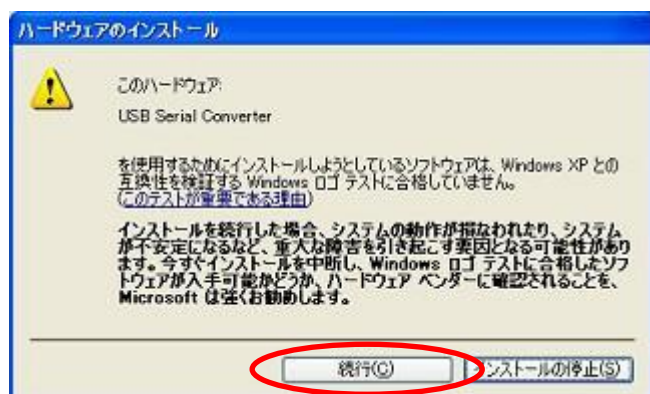 ハードウェアのインストール
このハードウェア:
USB Serial Converter
を使用するためにインストールしようとしているソフトウェアは、Windows XP との
互換性を検証する Windows ロゴ テストに合格していません。
(このテストが重要である理由)
インストールを続行した場合、システムの動作が損なわれたり、システム
が不安定になるなど、重大な障害を引き起こす要因となる可能性があり
ます。今すぐインストールを中断し、Windows ロゴ テストに合格したソフ
トウェアが入手可能かどうか、ハードウェア ベンダーに確認されることを、
Microsoft は強くお勧めします。
続行(C) インストールの停止(S)